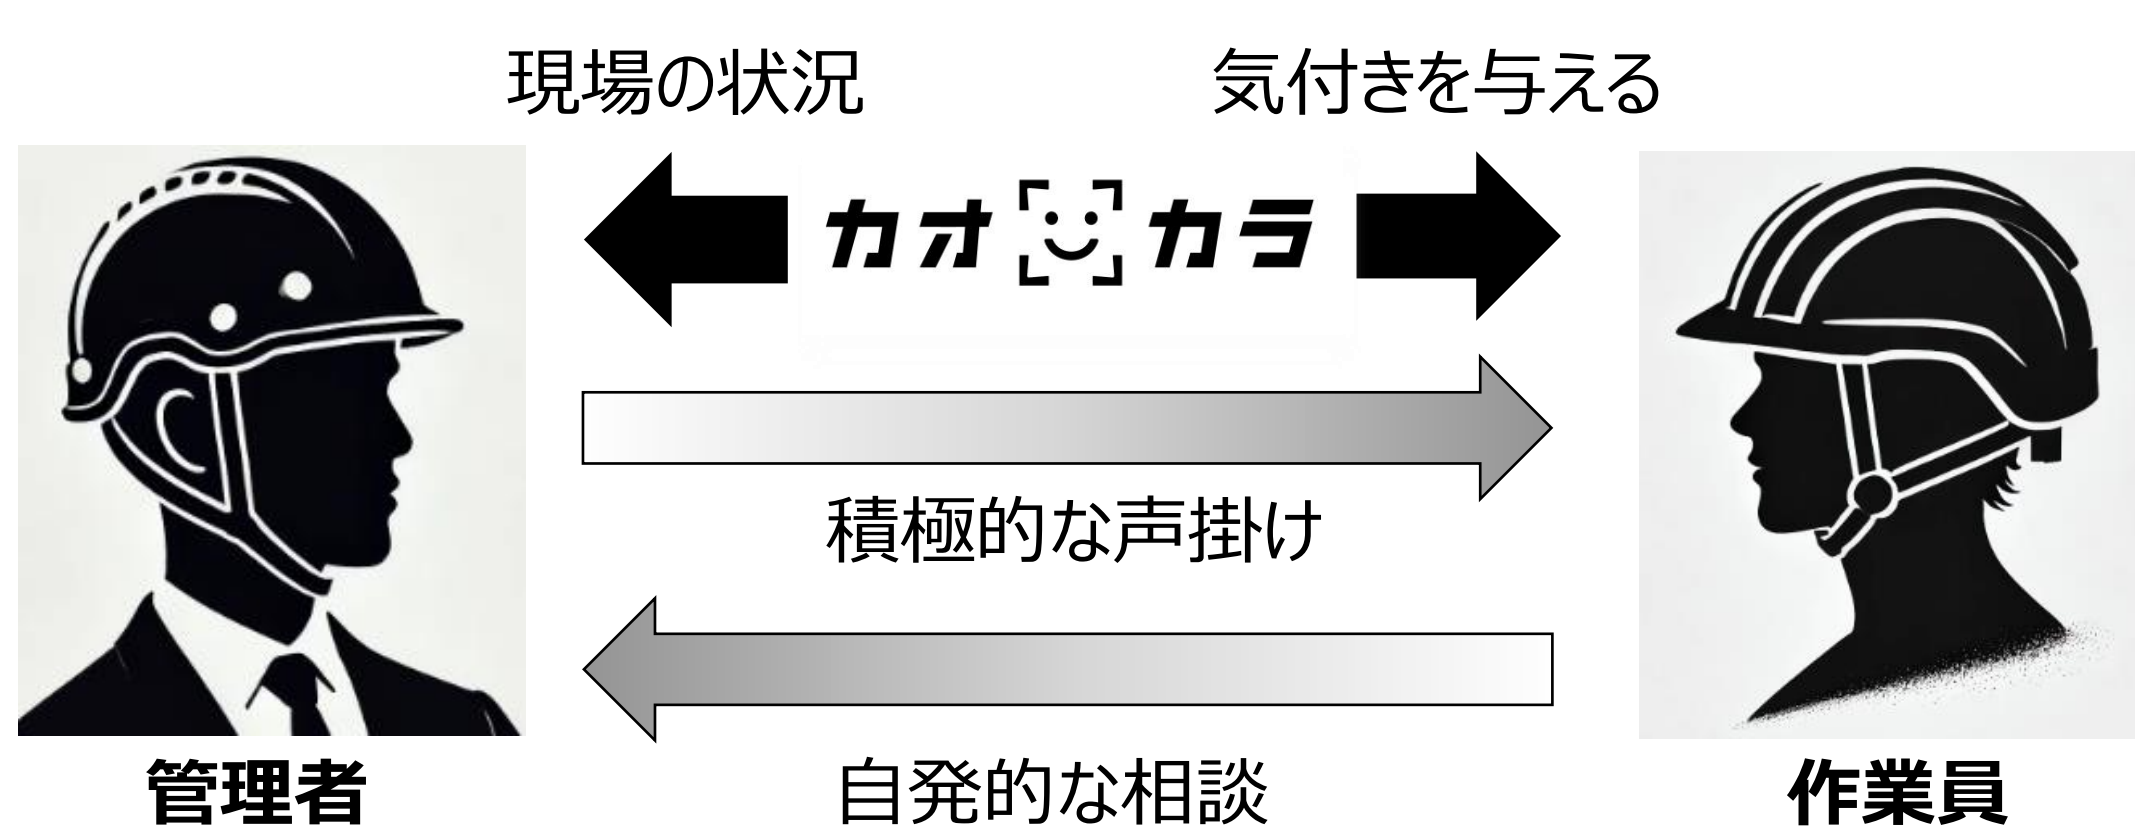 現場の状況
気付きを与える
カオカラ
積極的な声掛け
自発的な相談
管理者
作業員